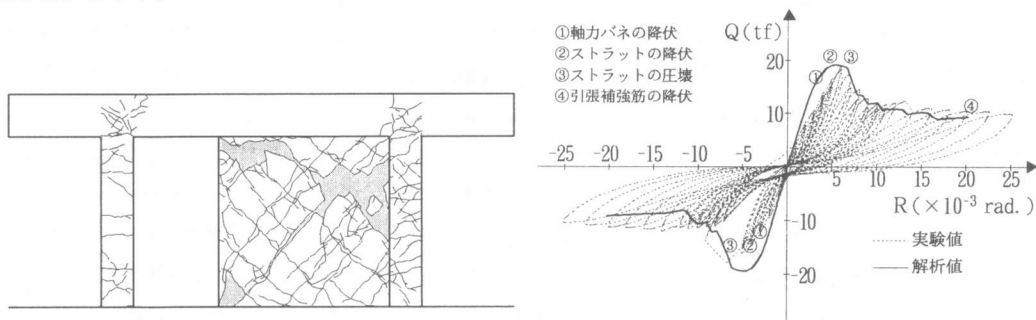 ①軸力バネの降伏
②ストラットの降伏
③ストラットの圧壊
④引張補強筋の降伏
Q(tf)
② ③
20
①
10
④
-25 -20 -15 -5
5 10 15 20 25
R(×10⁻³ rad.)
-10
①
③ ②
-20
実験値
解析値